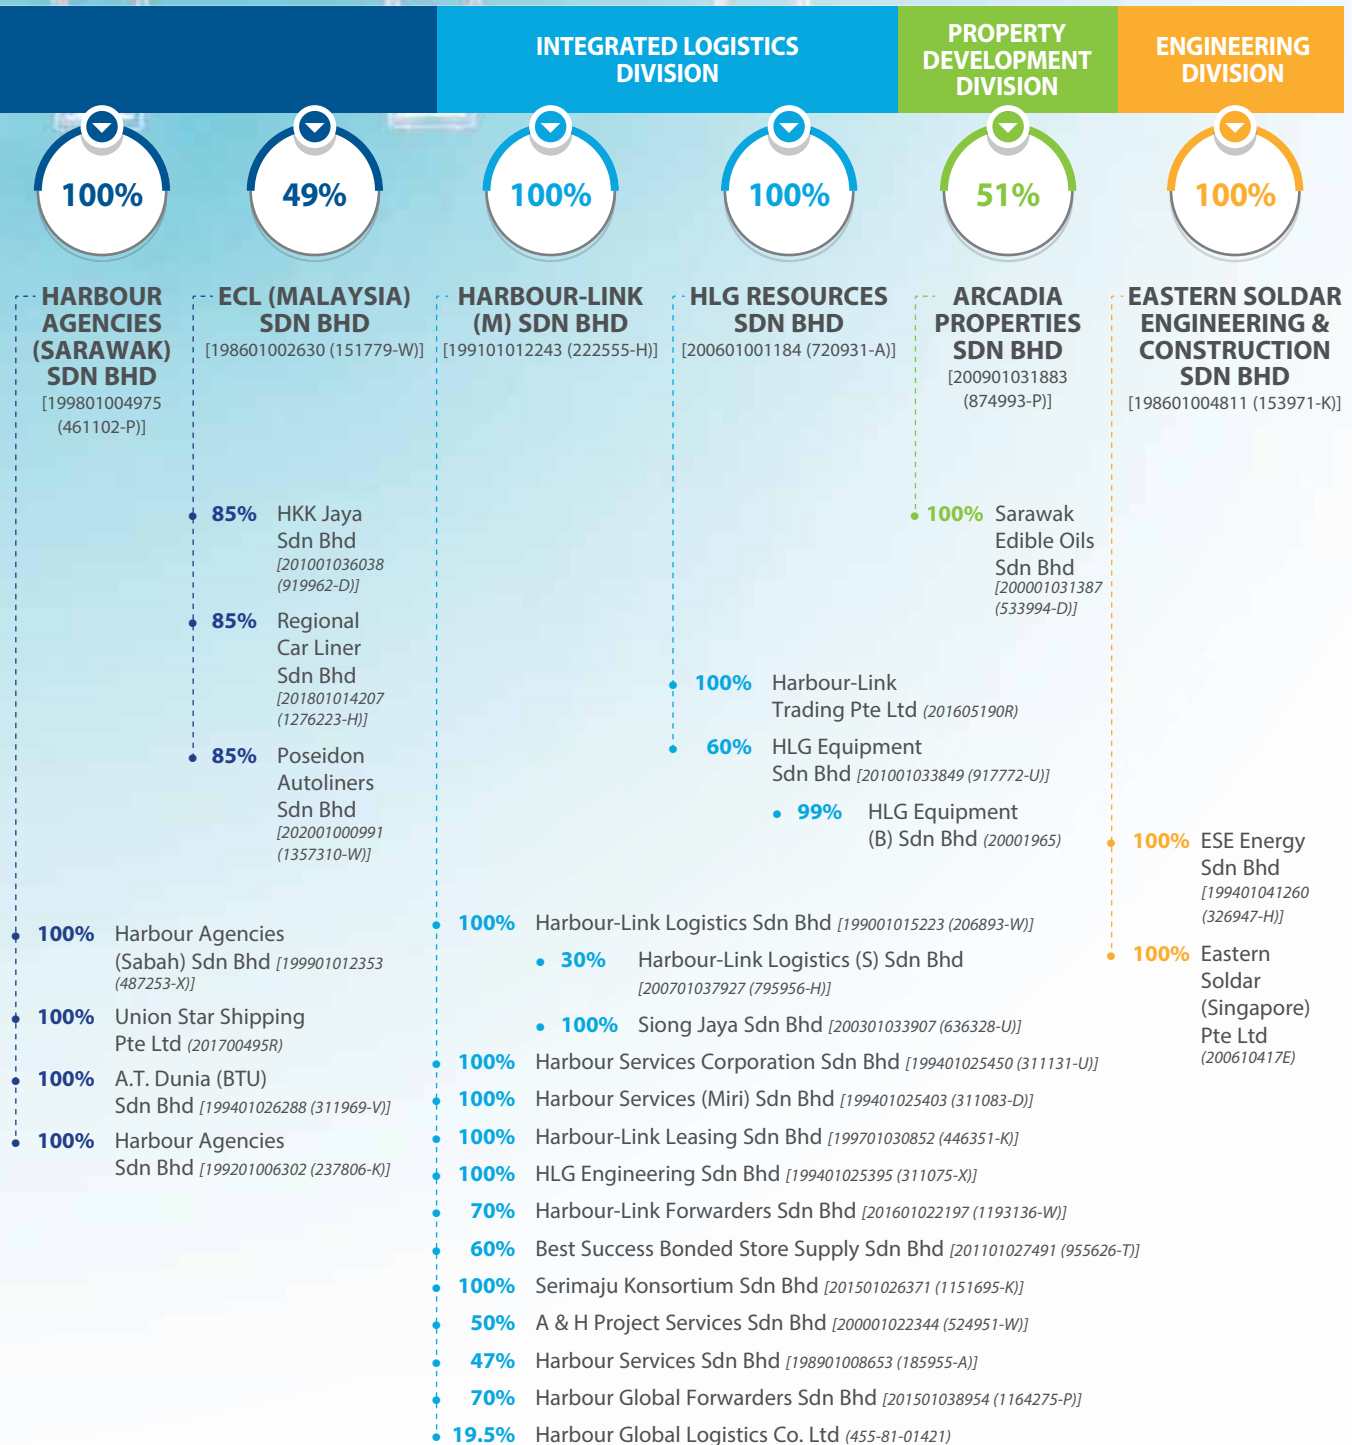 INTEGRATED LOGISTICS
DIVISION
PROPERTY
DEVELOPMENT
DIVISION
ENGINEERING
DIVISION
100%
HARBOUR
AGENCIES
(SARAWAK)
SDN BHD
[199801004975
(461102-P)]
100% Harbour Agencies
(Sabah) Sdn Bhd [199901012353
(487253-X)]
100% Union Star Shipping
Pte Ltd (201700495R)
100% A.T. Dunia (BTU)
Sdn Bhd [199401026288 (311969-V)]
100% Harbour Agencies
Sdn Bhd [199201006302 (237806-K)]
49%
ECL (MALAYSIA)
SDN BHD
[198601002630 (151779-W)]
85% HKK Jaya
Sdn Bhd
[201001036038
(919962-D)]
85% Regional
Car Liner
Sdn Bhd
[201801014207
(1276223-H)]
85% Poseidon
Autoliners
Sdn Bhd
[202001000991
(1357310-W)]
100%
HARBOUR-LINK
(M) SDN BHD
[199101012243 (222555-H)]
100% Harbour-Link Logistics Sdn Bhd [199001015223 (206893-W)]
30% Harbour-Link Logistics (S) Sdn Bhd
[200701037927 (795956-H)]
100% Siong Jaya Sdn Bhd [200301033907 (636328-U)]
100% Harbour Services Corporation Sdn Bhd [199401025450 (311131-U)]
100% Harbour Services (Miri) Sdn Bhd [199401025403 (311083-D)]
100% Harbour-Link Leasing Sdn Bhd [199701030852 (446351-K)]
100% HLG Engineering Sdn Bhd [199401025395 (311075-X)]
70% Harbour-Link Forwarders Sdn Bhd [201601022197 (1193136-W)]
60% Best Success Bonded Store Supply Sdn Bhd [201101027491 (955626-T)]
100% Serimaju Konsortium Sdn Bhd [201501026371 (1151695-K)]
50% A & H Project Services Sdn Bhd [200001022344 (524951-W)]
47% Harbour Services Sdn Bhd [198901008653 (185955-A)]
70% Harbour Global Forwarders Sdn Bhd [201501038954 (1164275-P)]
19.5% Harbour Global Logistics Co. Ltd (455-81-01421)
100%
HLG RESOURCES
SDN BHD
[200601001184 (720931-A)]
100% Harbour-Link
Trading Pte Ltd (201605190R)
60% HLG Equipment
Sdn Bhd [201001033849 (917772-U)]
99% HLG Equipment
(B) Sdn Bhd (20001965)
51%
ARCADIA
PROPERTIES
SDN BHD
[200901031883
(874993-P)]
100% Sarawak
Edible Oils
Sdn Bhd
[200001031387
(533994-D)]
100%
EASTERN SOLDAR
ENGINEERING &
CONSTRUCTION
SDN BHD
[198601004811 (153971-K)]
100% ESE Energy
Sdn Bhd
[199401041260
(326947-H)]
100% Eastern
Soldar
(Singapore)
Pte Ltd
(200610417E)